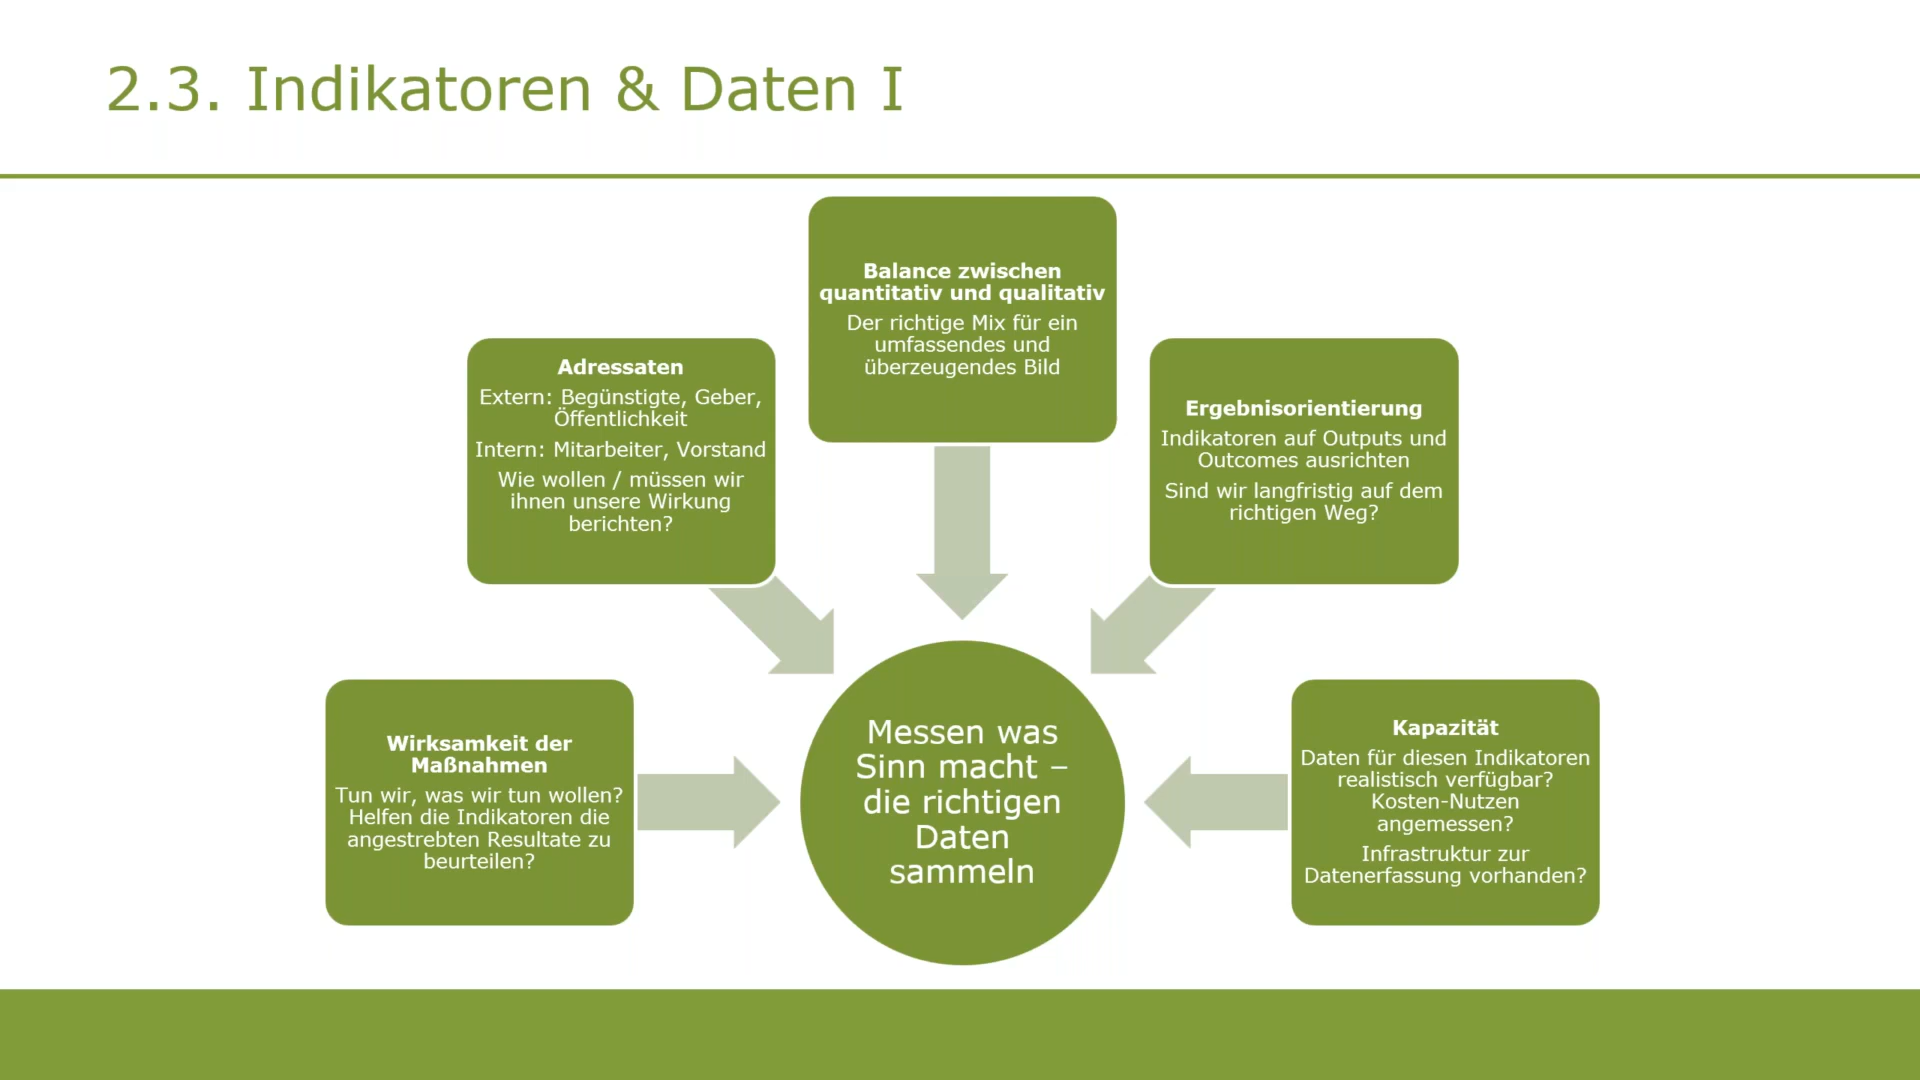 2.3. Indikatoren & Daten I
Wirksamkeit der
Maßnahmen
Tun wir, was wir tun wollen?
Helfen die Indikatoren die
angestrebten Resultate zu
beurteilen?
Adressaten
Extern: Begünstigte, Geber,
Öffentlichkeit
Intern: Mitarbeiter, Vorstand
Wie wollen / müssen wir
ihnen unsere Wirkung
berichten?
Balance zwischen
quantitativ und qualitativ
Der richtige Mix für ein
umfassendes und
überzeugendes Bild
Ergebnisorientierung
Indikatoren auf Outputs und
Outcomes ausrichten
Sind wir langfristig auf dem
richtigen Weg?
Kapazität
Daten für diesen Indikatoren
realistisch verfügbar?
Kosten-Nutzen
angemessen?
Infrastruktur zur
Datenerfassung vorhanden?
Messen was
Sinn macht –
die richtigen
Daten
sammeln